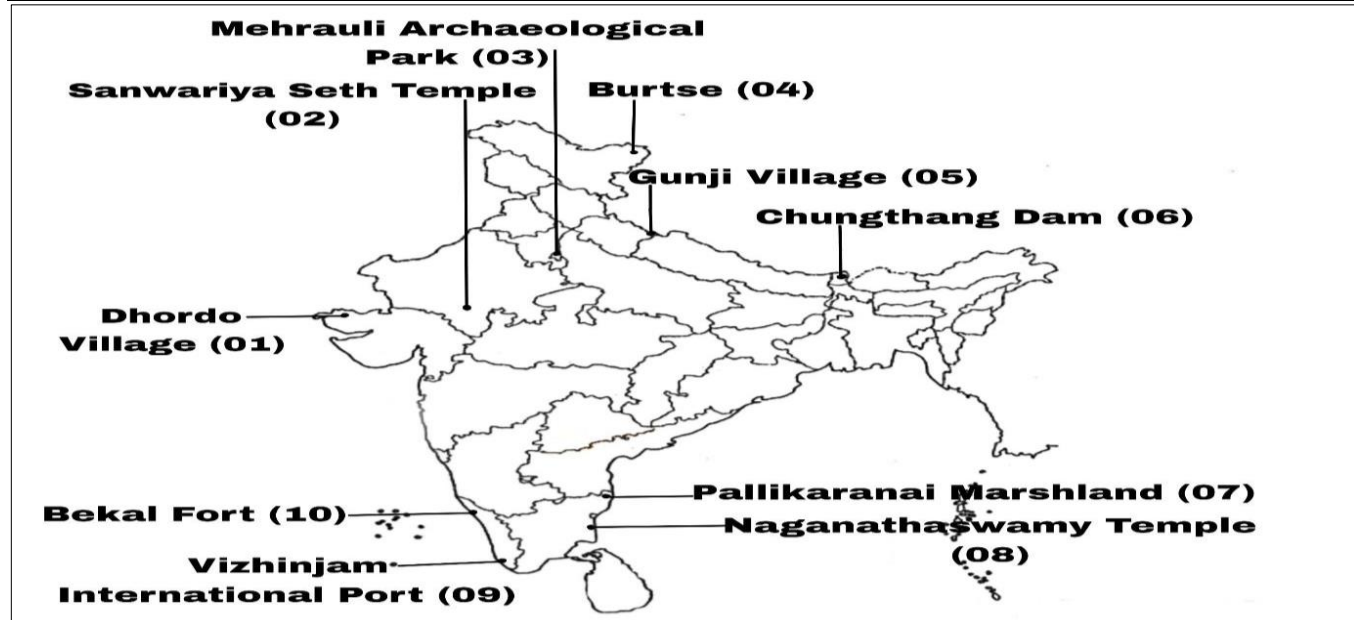 Mehrauli Archaeological
Park (03)
Sanwariya Seth Temple
(02)
Burtse (04)
Gunji Village (05)
Chungthang Dam (06)
Dhordo
Village (01)
Pallikaranai Marshland (07)
Bekal Fort (10)
Naganathaswamy Temple
(08)
Vizhinjam
International Port (09)